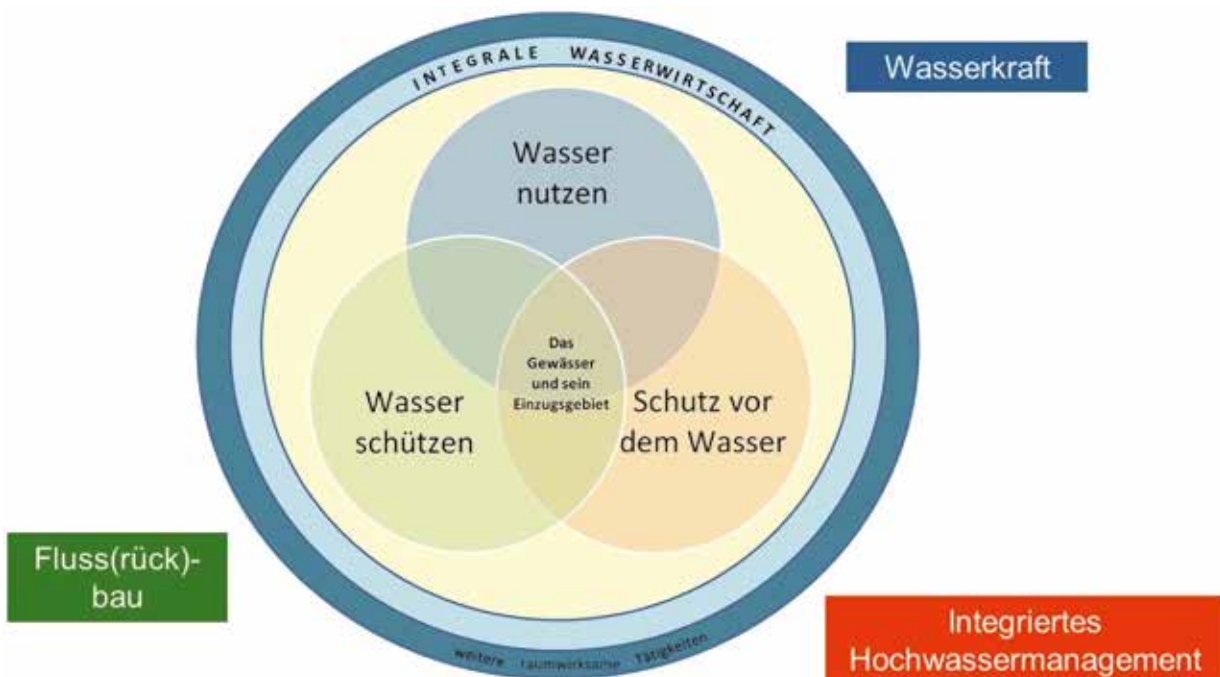 INTEGRALE WASSERWIRTSCHAFT
Wasserkraft
Wasser
nutzen
Das
Gewässer
und sein
Einzugsgebiet
Wasser
schützen
Schutz vor
dem Wasser
Fluss(rück)-
bau
Integriertes
Hochwassermanagement
weitere raumwirksame Tätigkeiten